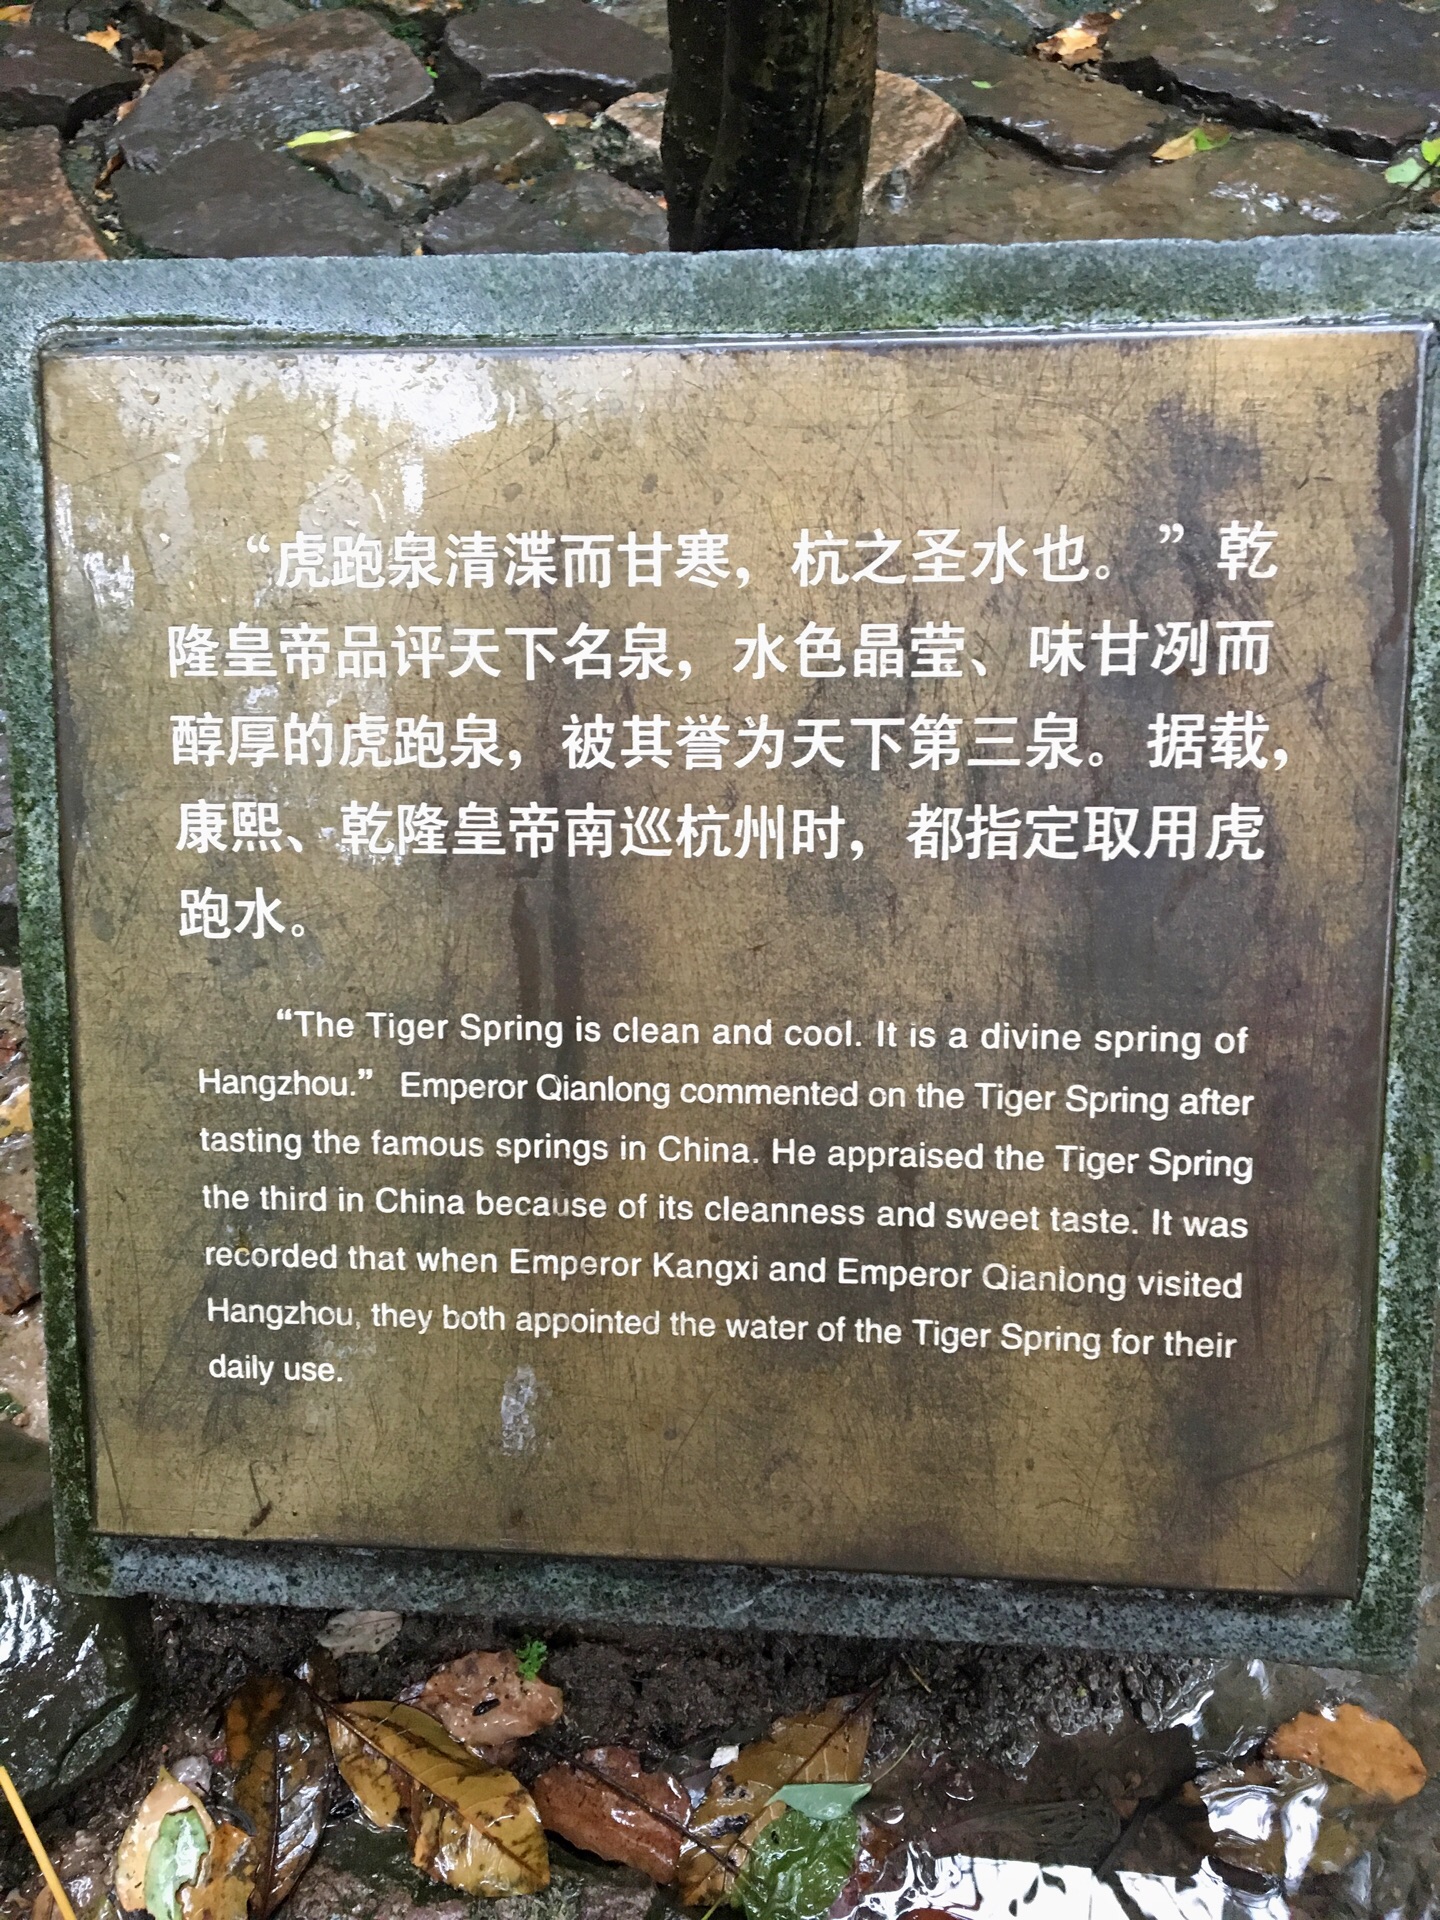 “虎跑泉清渫而甘寒，杭之圣水也。”乾
隆皇帝品评天下名泉，水色晶莹、味甘冽而
醇厚的虎跑泉，被其誉为天下第三泉。据载，
康熙、乾隆皇帝南巡杭州时，都指定取用虎
跑水。
“The Tiger Spring is clean and cool. It is a divine spring of
Hangzhou.” Emperor Qianlong commented on the Tiger Spring after
tasting the famous springs in China. He appraised the Tiger Spring
the third in China because of its cleanness and sweet taste. It was
recorded that when Emperor Kangxi and Emperor Qianlong visited
Hangzhou, they both appointed the water of the Tiger Spring for their
daily use.